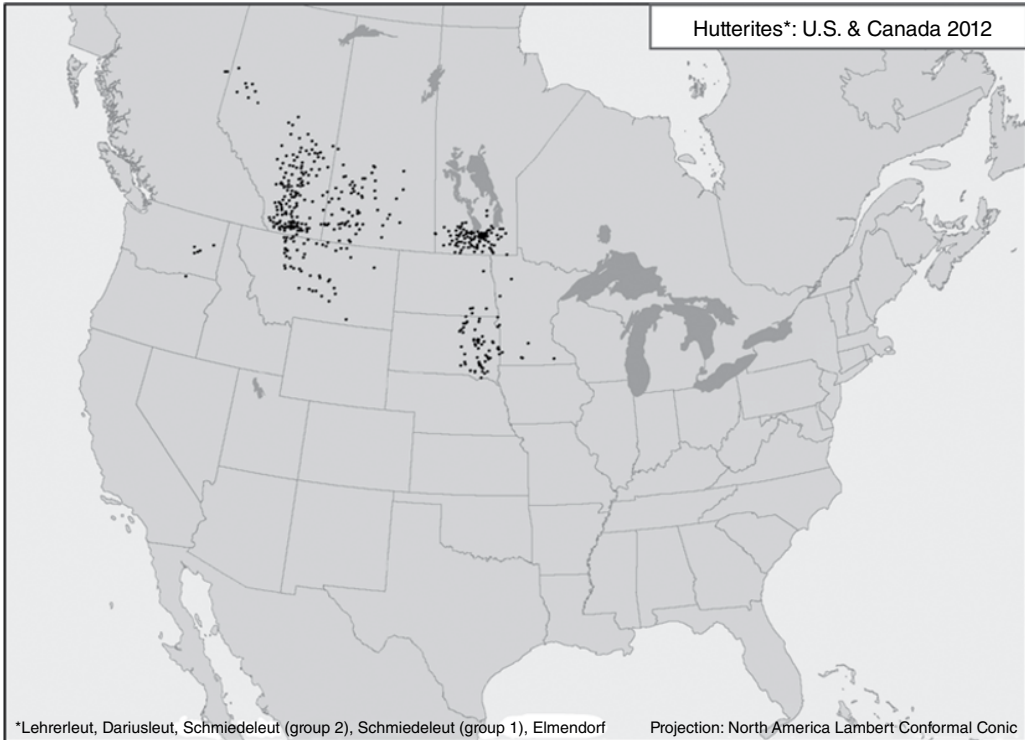 Hutterites*: U.S. & Canada 2012
*Lehrerleut, Dariusleut, Schmiedeleut (group 2), Schmiedeleut (group 1), Elmendorf
Projection: North America Lambert Conformal Conic